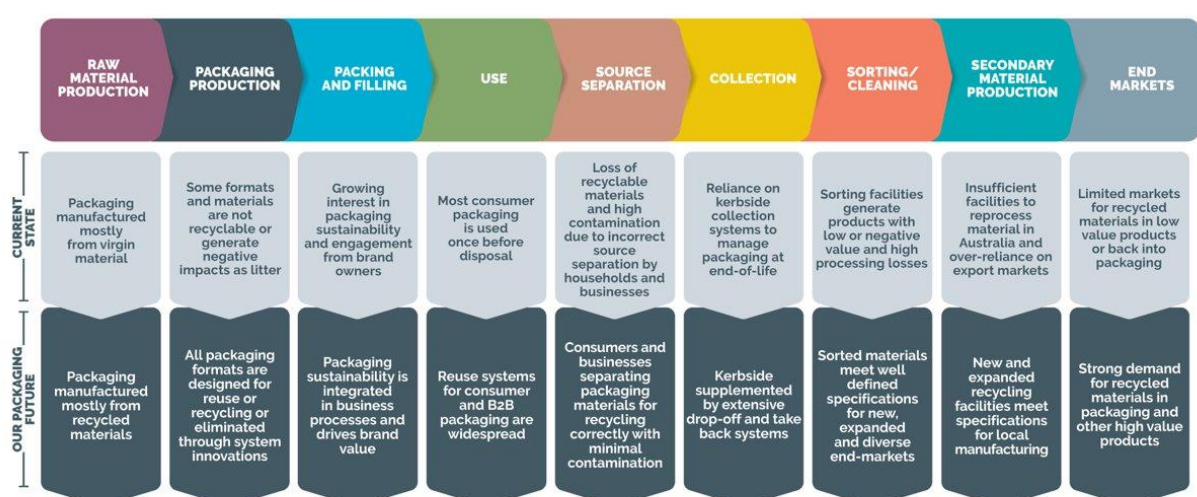 RAW
MATERIAL
PRODUCTION
PACKAGING
PRODUCTION
PACKING
AND FILLING
USE
SOURCE
SEPARATION
COLLECTION
SORTING/
CLEANING
SECONDARY
MATERIAL
PRODUCTION
END
MARKETS
CURRENT
STATE
Packaging
manufactured
mostly
from virgin
material
Some formats
and materials
are not
recyclable or
generate
negative
impacts as litter
Growing
interest in
packaging
sustainability
and engagement
from brand
owners
Most consumer
packaging
is used
once before
disposal
Loss of
recyclable
materials
and high
contamination
due to incorrect
source
separation by
households and
businesses
Reliance on
kerbside
collection
systems to
manage
packaging at
end-of-life
Sorting facilities
generate
products with
low or negative
value and high
processing losses
Insufficient
facilities to
reprocess
material in
Australia and
over-reliance on
export markets
Limited markets
for recycled
materials in low
value products
or back into
packaging
OUR PACKAGING
FUTURE
Packaging
manufactured
mostly from
recycled
materials
All packaging
formats are
designed for
reuse or
recycling or
eliminated
through system
innovations
Packaging
sustainability is
integrated
in business
processes and
drives brand
value
Reuse systems
for consumer
and B2B
packaging are
widespread
Consumers and
businesses
separating
packaging
materials for
recycling
correctly with
minimal
contamination
Kerbside
supplemented
by extensive
drop-off and take
back systems
Sorted materials
meet well
defined
specifications
for new,
expanded
and diverse
end-markets
New and
expanded
recycling
facilities meet
specifications
for local
manufacturing
Strong demand
for recycled
materials in
packaging and
other high value
products